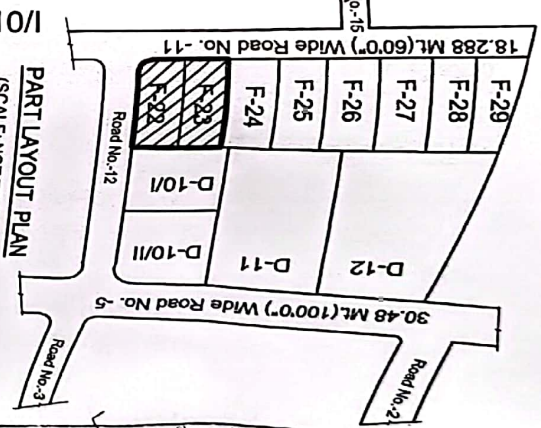 No.-15
18.288 Mt.(60'0") Wide Road No. -11
F-22
F-23
F-24
F-25
F-26
F-27
F-28
F-29
Road No.-12
D-10/I
D-10/II
D-11
D-12
30.48 Mt.(100'0") Wide Road No. -5
Road No.-3
Road No.-2
PART LAYOUT PLAN